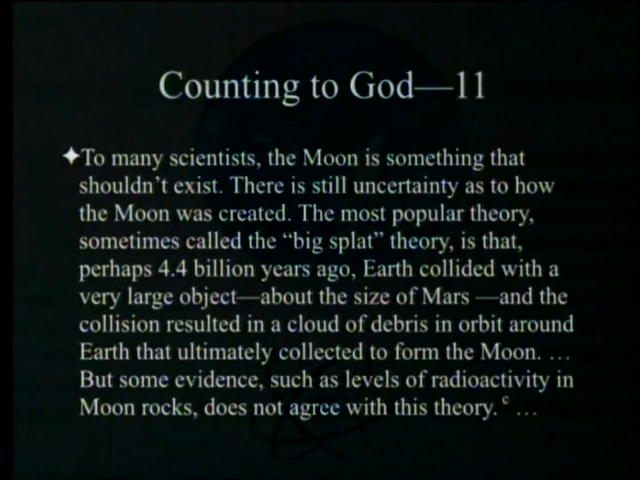 Counting to God—11
✦To many scientists, the Moon is something that
shouldn't exist. There is still uncertainty as to how
the Moon was created. The most popular theory,
sometimes called the “big splat” theory, is that,
perhaps 4.4 billion years ago, Earth collided with a
very large object—about the size of Mars —and the
collision resulted in a cloud of debris in orbit around
Earth that ultimately collected to form the Moon. …
But some evidence, such as levels of radioactivity in
Moon rocks, does not agree with this theory. c …